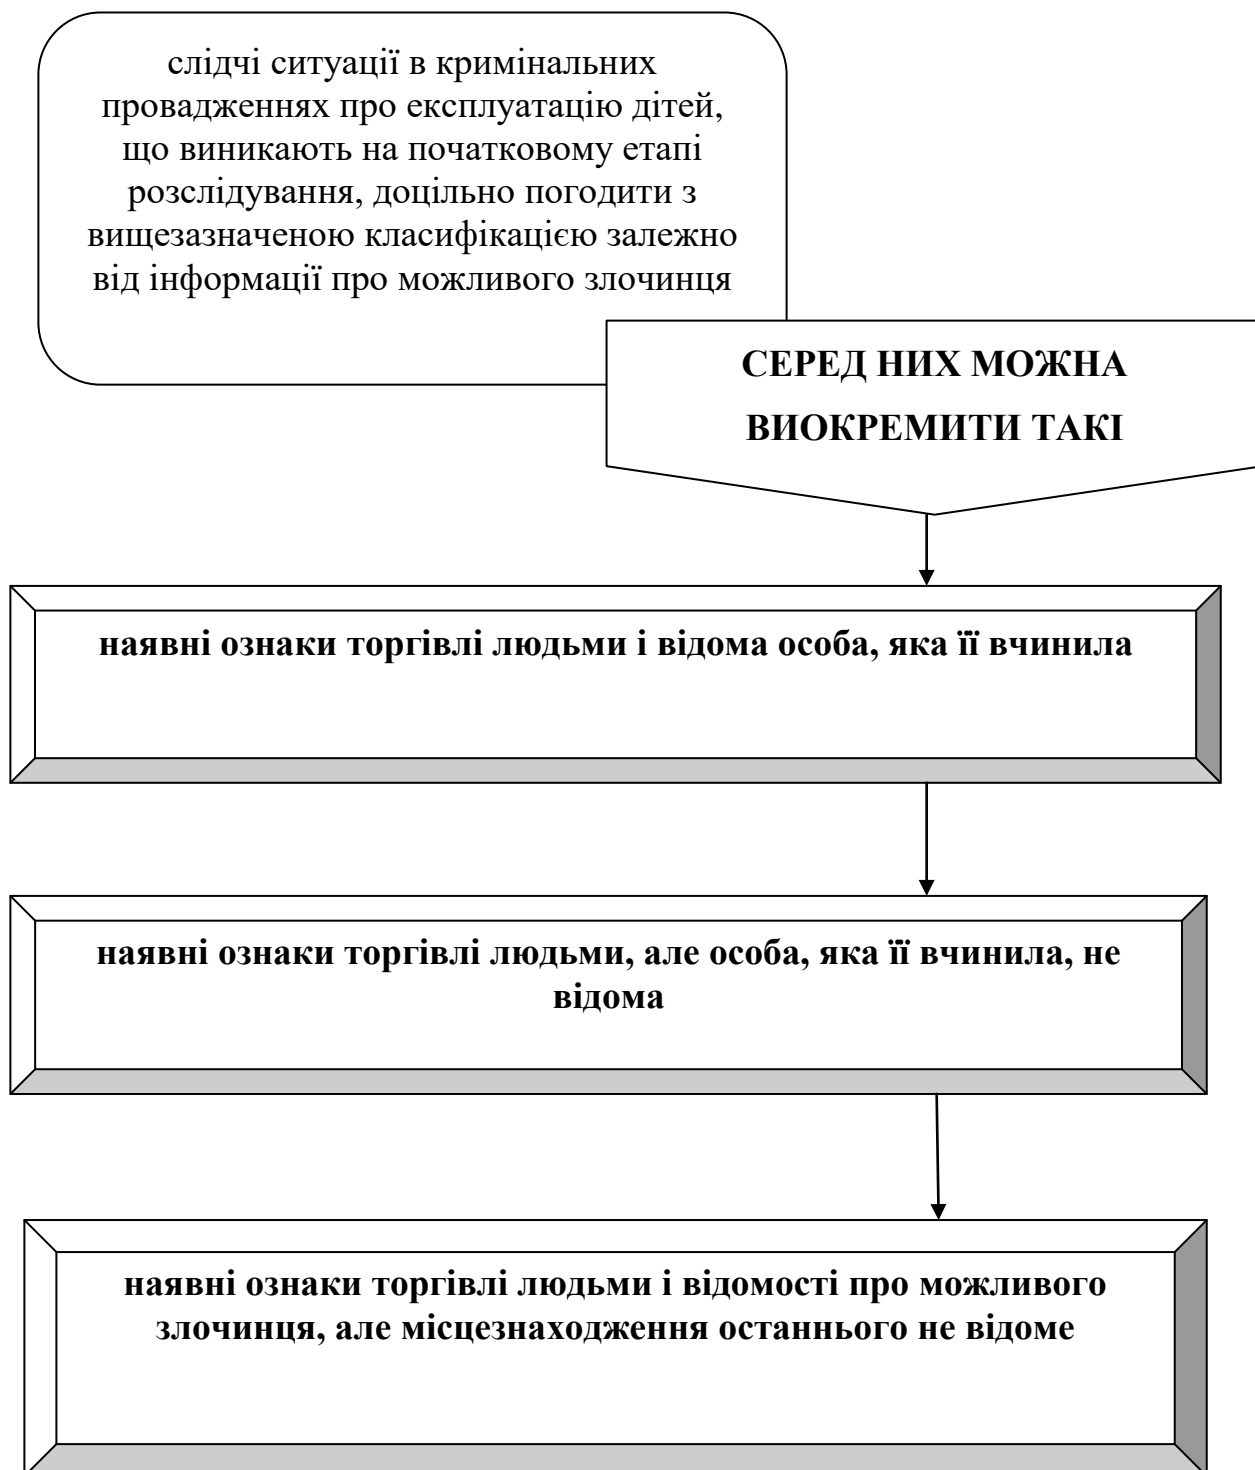 слідчі ситуації в кримінальних
провадженнях про експлуатацію дітей,
що виникають на початковому етапі
розслідування, доцільно погодити з
вищезазначеною класифікацією залежно
від інформації про можливого злочинця
СЕРЕД НИХ МОЖНА
ВИОКРЕМИТИ ТАКІ
наявні ознаки торгівлі людьми і відома особа, яка її вчинила
наявні ознаки торгівлі людьми, але особа, яка її вчинила, не
відома
наявні ознаки торгівлі людьми і відомості про можливого
злочинця, але місцезнаходження останнього не відоме